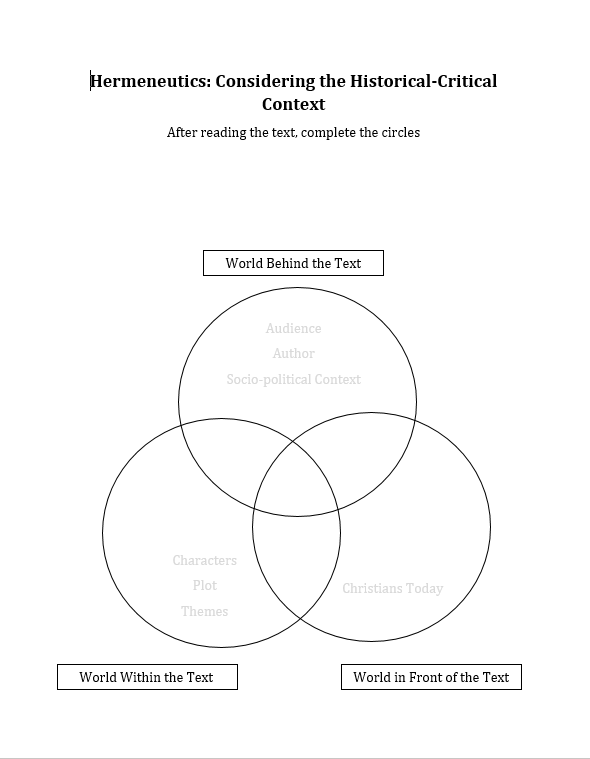 Hermeneutics: Considering the Historical-Critical
Context
After reading the text, complete the circles
World Behind the Text
Audience
Author
Socio-political Context
Characters
Plot
Themes
Christians Today
World Within the Text
World in Front of the Text